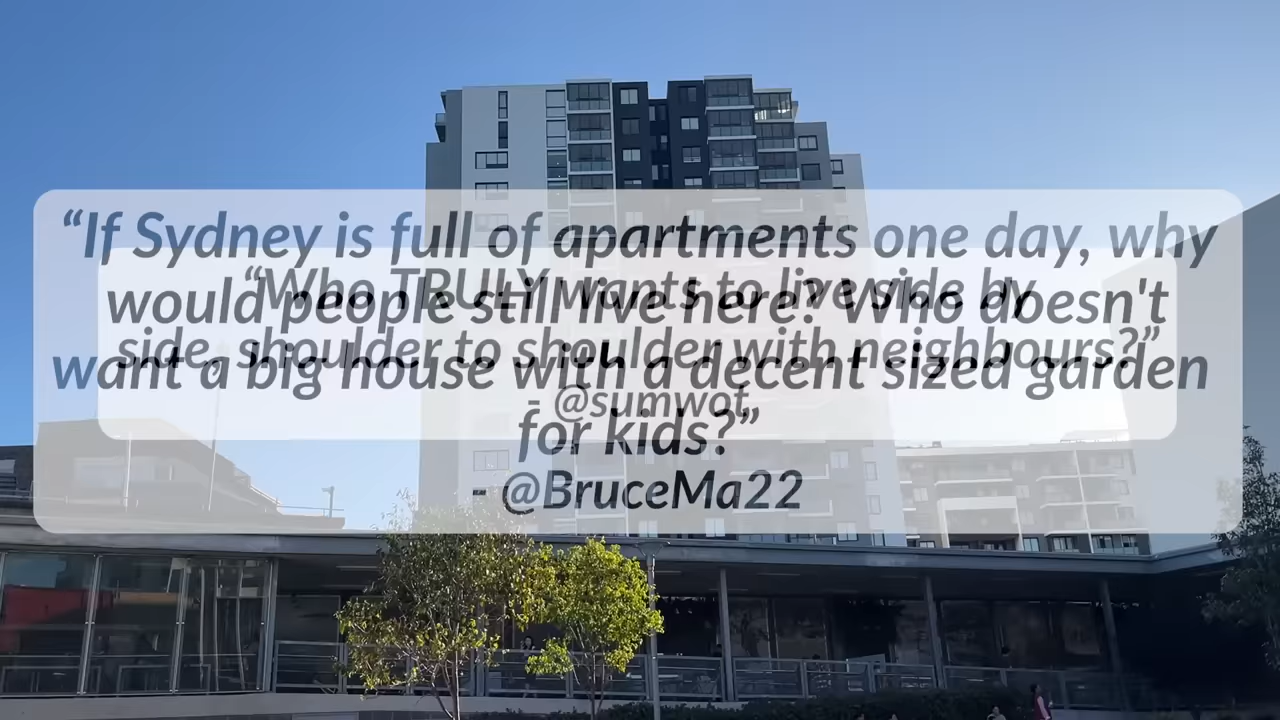 “If Sydney is full of apartments one day, why
would people still live here? Who doesn't
want a big house with a decent sized garden
for kids?”
- @BruceMa22
“Who TRULY wants to live side by
side, shoulder to shoulder with neighbours?”
- @sumwot